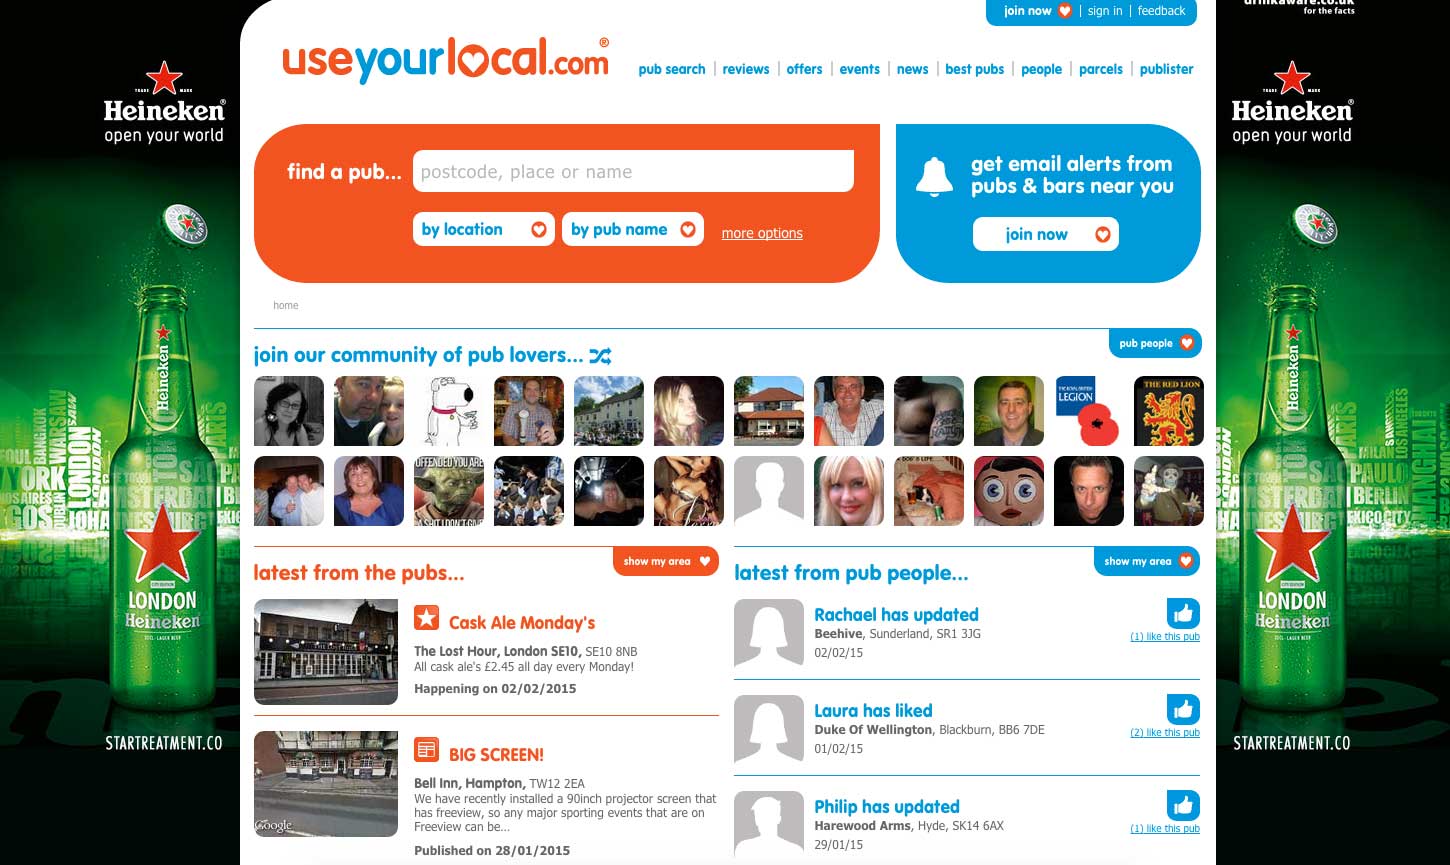 join now | sign in | feedback
drinkaware.co.uk
for the facts
useyourlocal.com®
pub search | reviews | offers | events | news | best pubs | people | parcels | publister
TRADE MARK
Heineken®
open your world
TRADE MARK
Heineken®
open your world
find a pub...
postcode, place or name
by location
by pub name
more options
get email alerts from
pubs & bars near you
join now
home
join our community of pub lovers...
pub people
THE ROYAL BRITISH
LEGION
THE RED LION
OFFENDED YOU ARE
latest from the pubs...
show my area
Cask Ale Monday's
The Lost Hour, London SE10, SE10 8NB
All cask ale's £2.45 all day every Monday!
Happening on 02/02/2015
BIG SCREEN!
Bell Inn, Hampton, TW12 2EA
We have recently installed a 90inch projector screen that
has freeview, so any major sporting events that are on
Freeview can be...
Published on 28/01/2015
Google
latest from pub people...
show my area
Rachael has updated
Beehive, Sunderland, SR1 3JG
02/02/15
(1) like this pub
Laura has liked
Duke Of Wellington, Blackburn, BB6 7DE
01/02/15
(2) like this pub
Philip has updated
Harewood Arms, Hyde, SK14 6AX
29/01/15
(1) like this pub
Heineken
CITY EDITION
LONDON
Heineken
STARTREATMENT.CO
Heineken
CITY EDITION
LONDON
Heineken
STARTREATMENT.CO